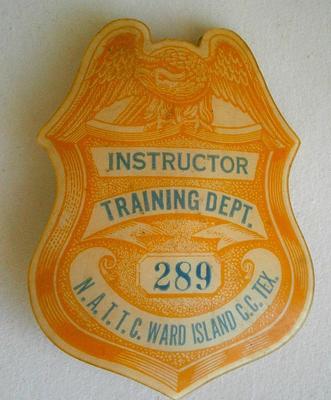 INSTRUCTOR
TRAINING DEPT.
289
N.A.T.T.C. WARD ISLAND C.C. TEX.